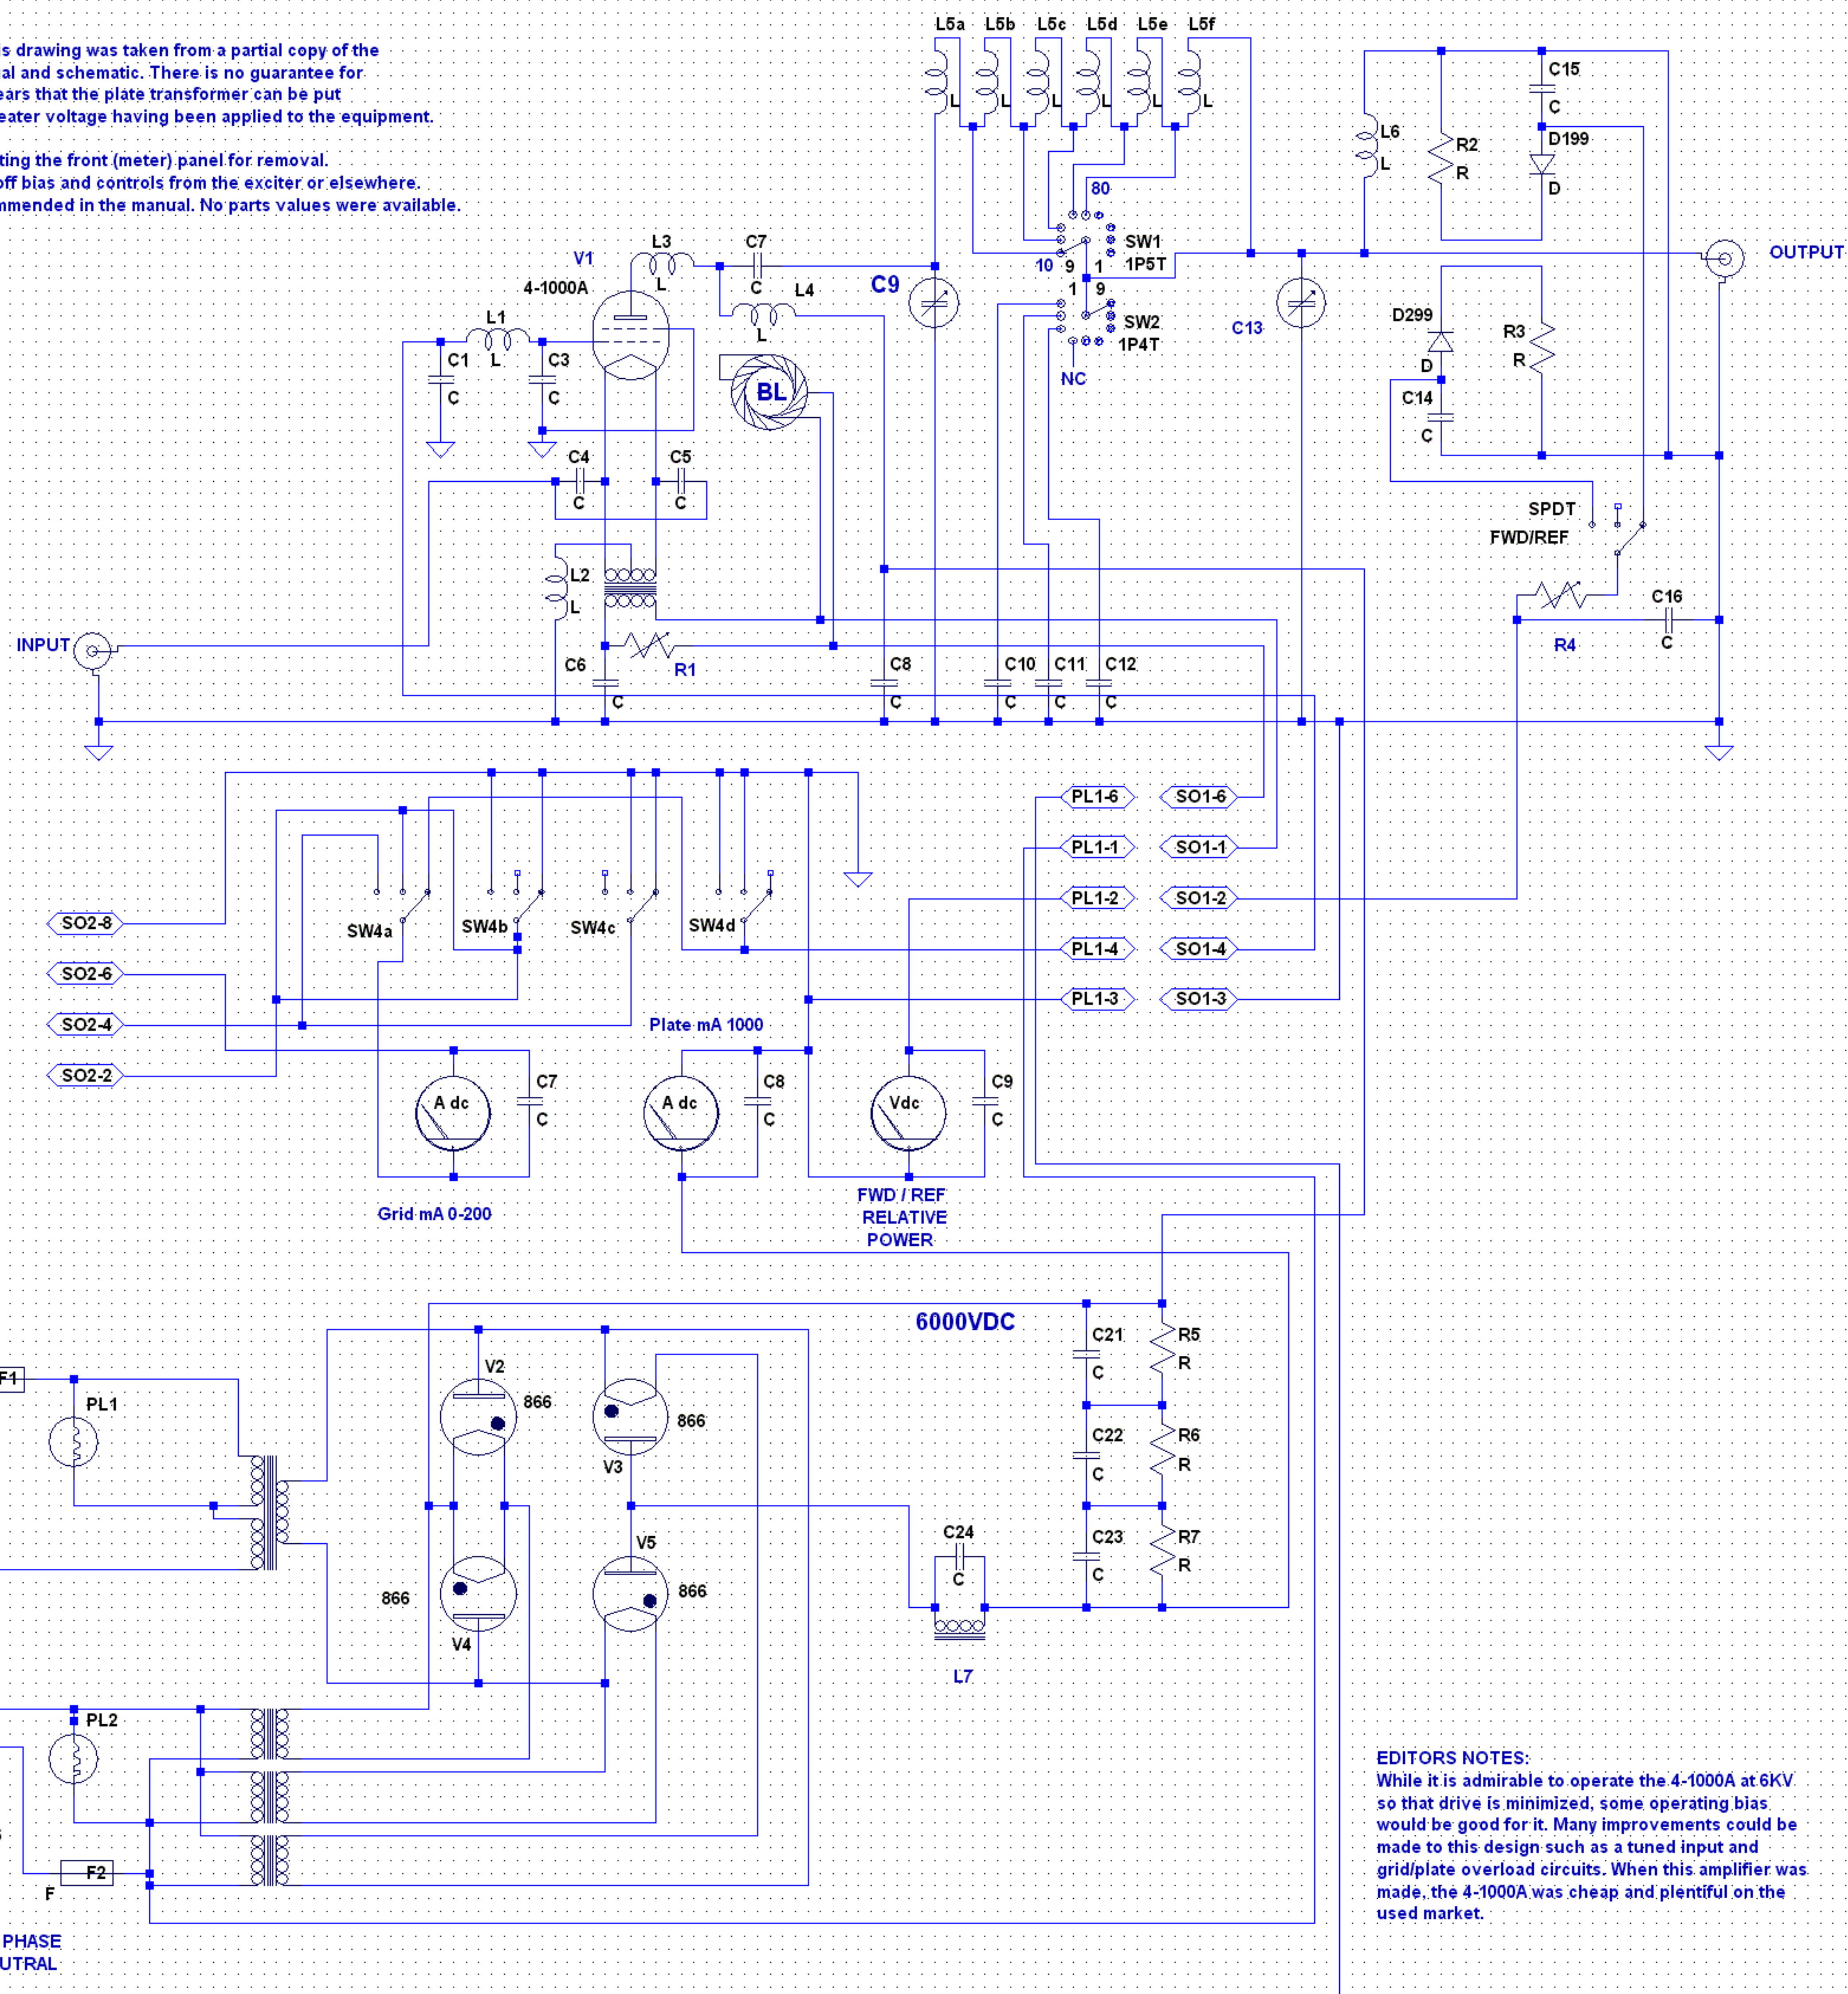 is drawing was taken from a partial copy of the
al and schematic. There is no guarantee for
ears that the plate transformer can be put
eater voltage having been applied to the equipment.
ting the front (meter) panel for removal.
off bias and controls from the exciter or elsewhere.
mmended in the manual. No parts values were available.
L5a L5b L5c L5d L5e L5f
L L L L L L
80
SW1
1P5T
10 9 1
1 9
SW2
1P4T
NC
V1
4-1000A
L3
L
C7
C
L4
L
C9
C13
L1
L
C1
C
C3
C
BL
C4
C
C5
C
L2
L
INPUT
C6
C
R1
C8
C
C10
C
C11
C
C12
C
L6
L
R2
R
C15
C
D199
D
OUTPUT
D299
D
R3
R
C14
C
SPDT
FWD/REF
R4
C16
C
PL1-6 SO1-6
PL1-1 SO1-1
PL1-2 SO1-2
PL1-4 SO1-4
PL1-3 SO1-3
SW4a SW4b SW4c SW4d
SO2-8
SO2-6
SO2-4
SO2-2
Plate mA 1000
A dc
C7
C
A dc
C8
C
Vdc
C9
C
Grid mA 0-200
FWD / REF
RELATIVE
POWER
6000VDC
F1
PL1
V2
866
866
V3
C21
C
R5
R
C22
C
R6
R
C23
C
R7
R
V5
866
866
V4
C24
C
L7
PL2
F2
F
PHASE
UTRAL
EDITORS NOTES:
While it is admirable to operate the 4-1000A at 6KV
so that drive is minimized, some operating bias
would be good for it. Many improvements could be
made to this design such as a tuned input and
grid/plate overload circuits. When this amplifier was
made, the 4-1000A was cheap and plentiful on the
used market.